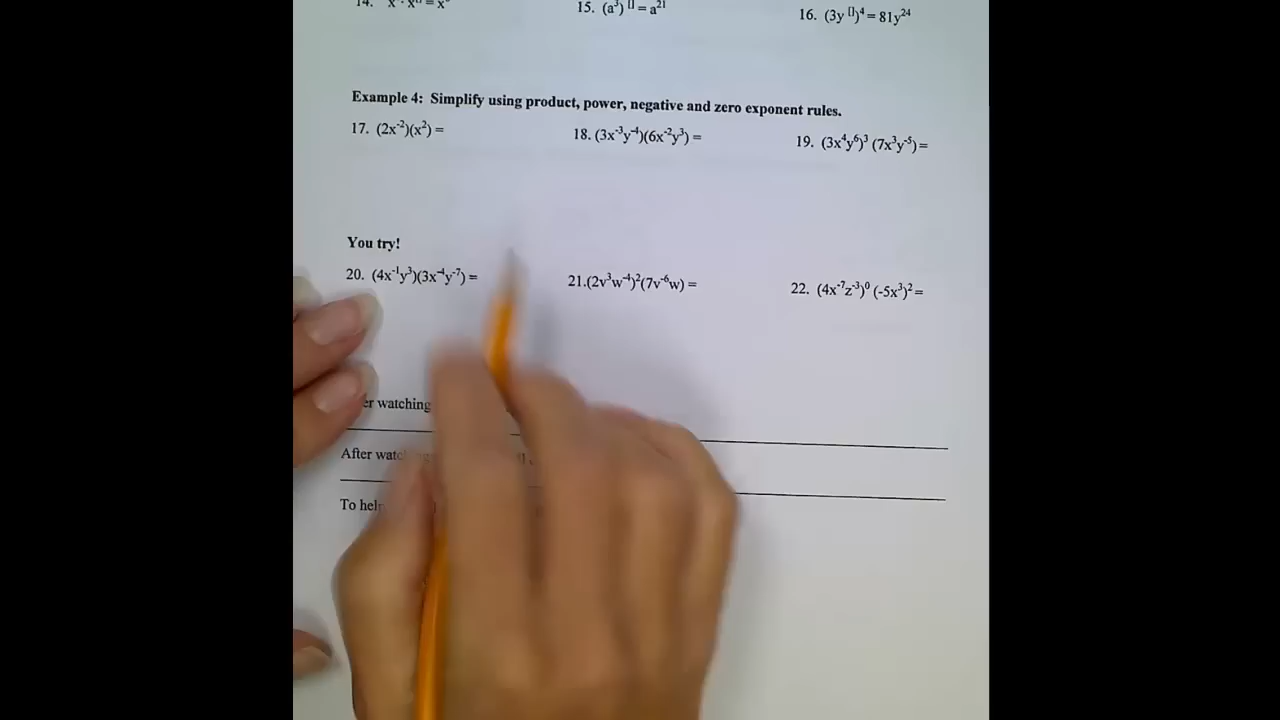 14. x · x⁽⁾ = x
15. (a³)⁽⁾ = a²¹
16. (3y⁽⁾)⁴ = 81y²⁴
Example 4: Simplify using product, power, negative and zero exponent rules.
17. (2x⁻²)(x²) =
18. (3x⁻³y⁻⁴)(6x⁻²y³) =
19. (3x⁴y⁶)³ (7x³y⁻⁵) =
You try!
20. (4x⁻¹y³)(3x⁻⁴y⁻⁷) =
21.(2v³w⁻⁴)²(7v⁻⁶w) =
22. (4x⁻⁷z⁻³)⁰ (-5x³)² =
watching
After
To